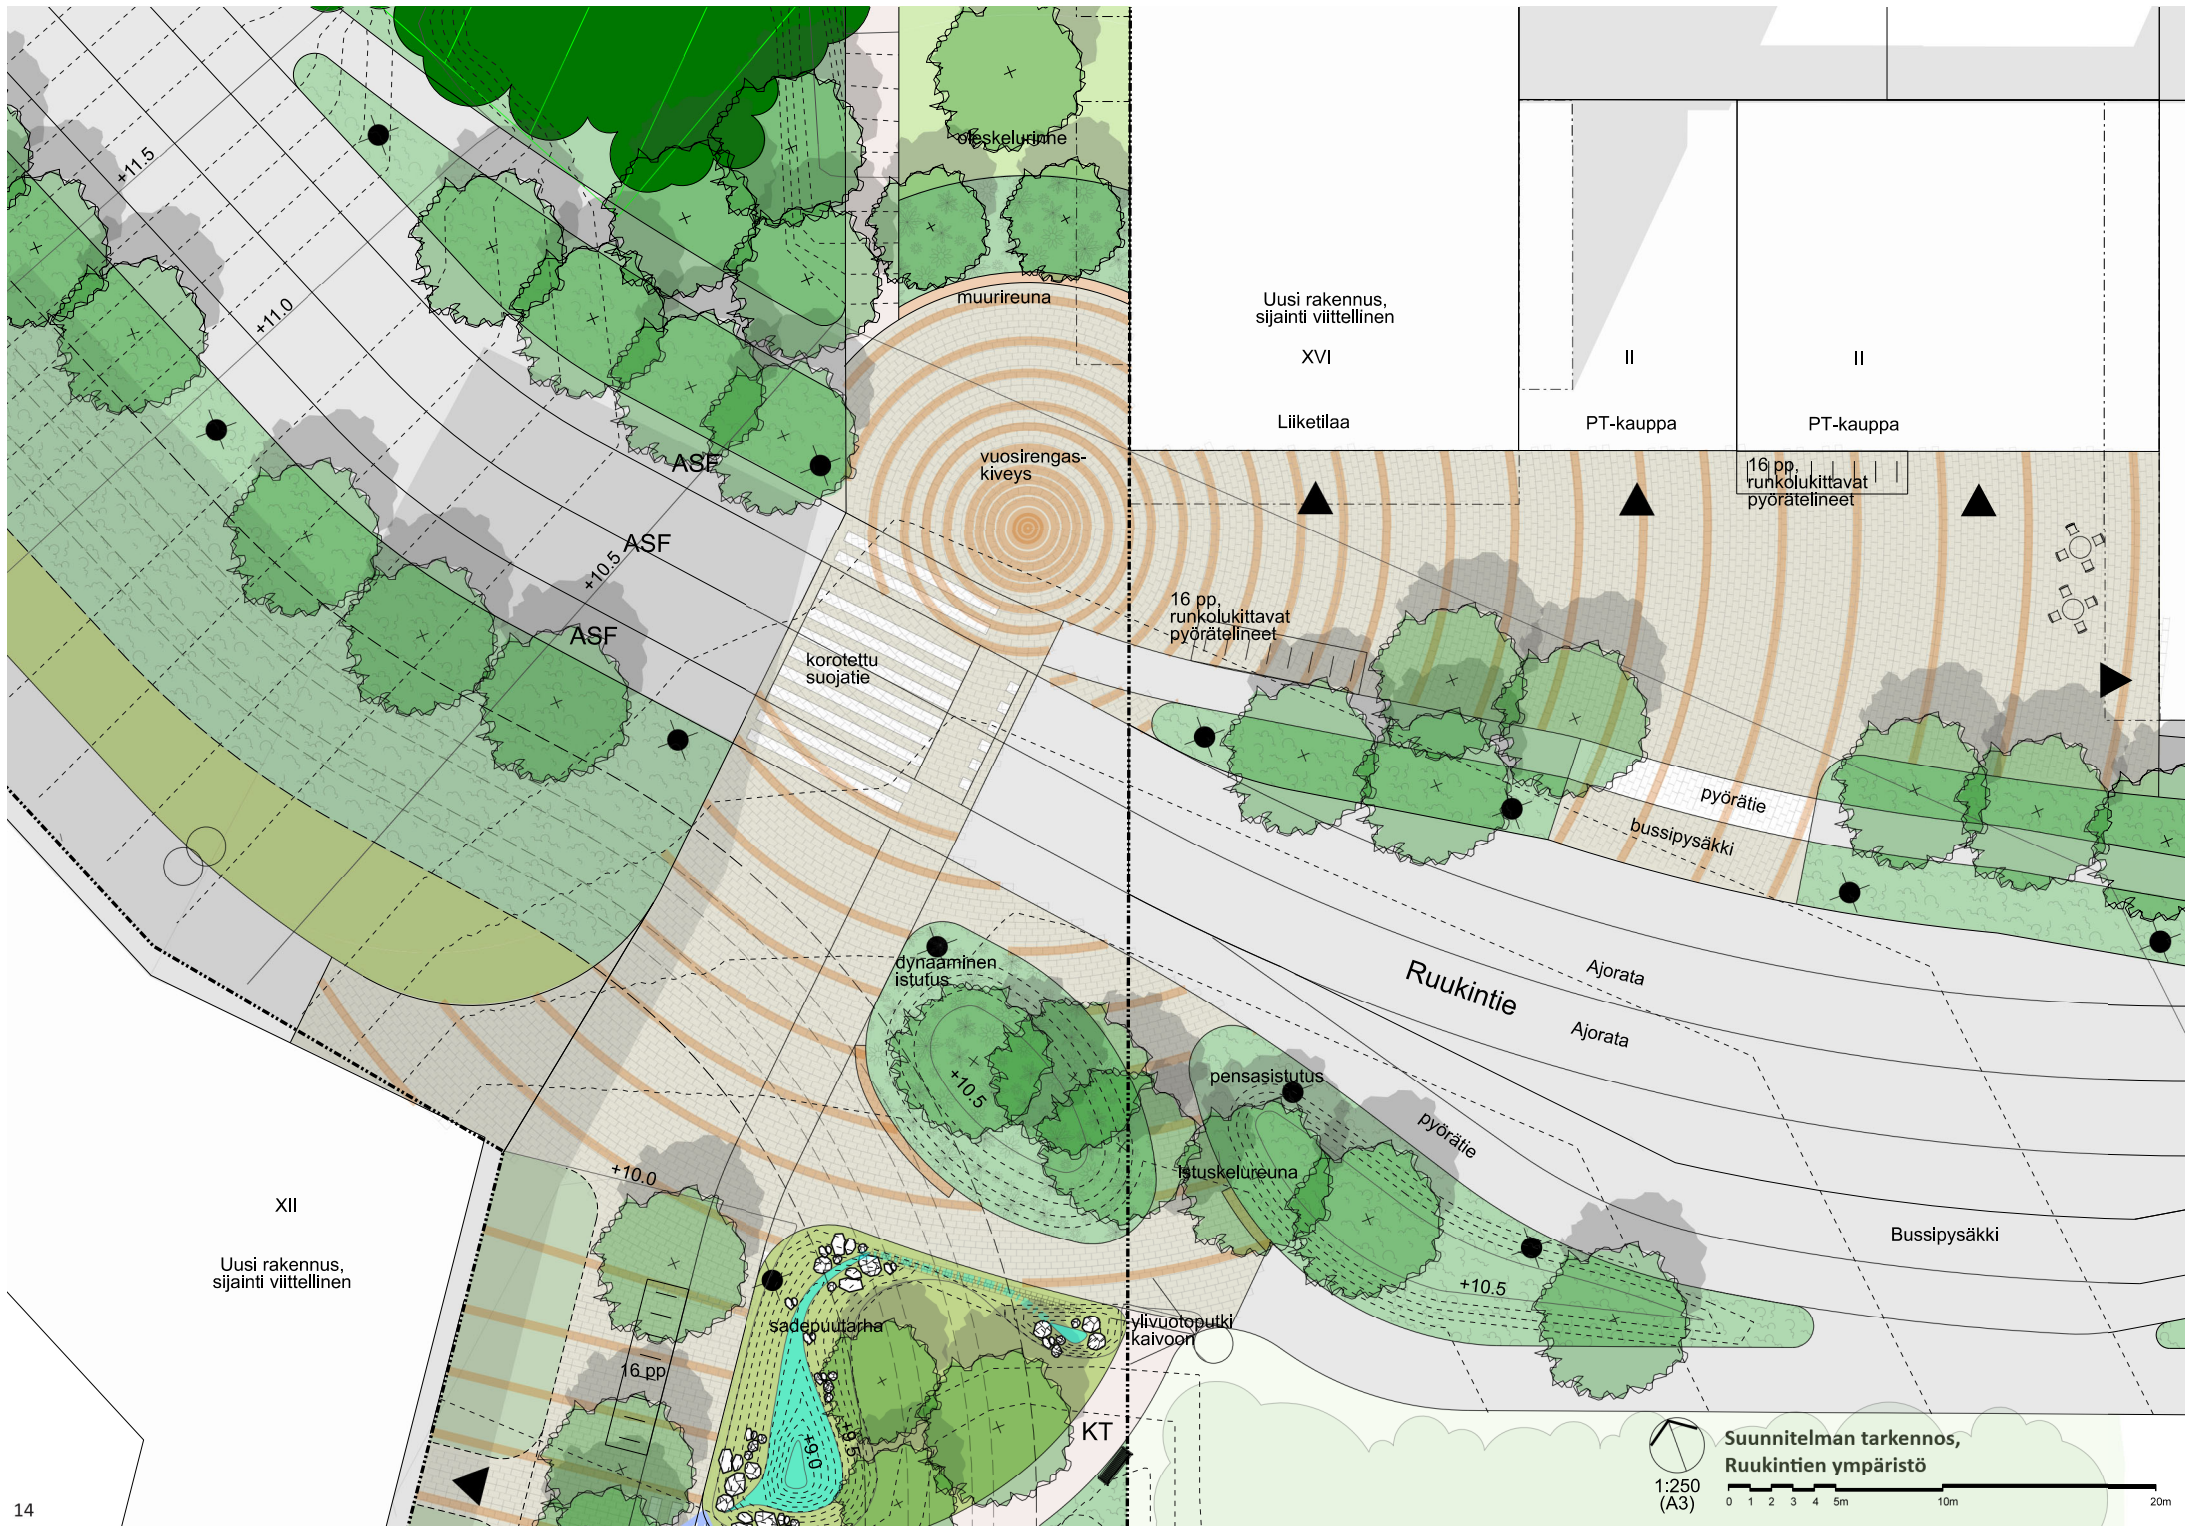 oleskelurinne
+11.5
+11.0
muurireuna
Uusi rakennus,
sijainti viittellinen
XVI
Liiketilaa
II
PT-kauppa
II
PT-kauppa
vuosirengas-
kiveys
16 pp,
runkolukittavat
pyörätelineet
ASF
ASF
+10.5
ASF
16 pp,
runkolukittavat
pyörätelineet
korotettu
suojatie
pyörätie
bussipysäkki
dynaaminen
istutus
+10.5
Ruukintie
Ajorata
Ajorata
pensasistutus
pyörätie
istuskelureuna
+10.0
XII
Uusi rakennus,
sijainti viittellinen
Bussipysäkki
+10.5
sadepuutarha
ylivuotoputki
kaivoon
16 pp
+9.5
+9.0
KT
Suunnitelman tarkennos,
Ruukintien ympäristö
1:250
(A3)
0 1 2 3 4 5m 10m 20m
14